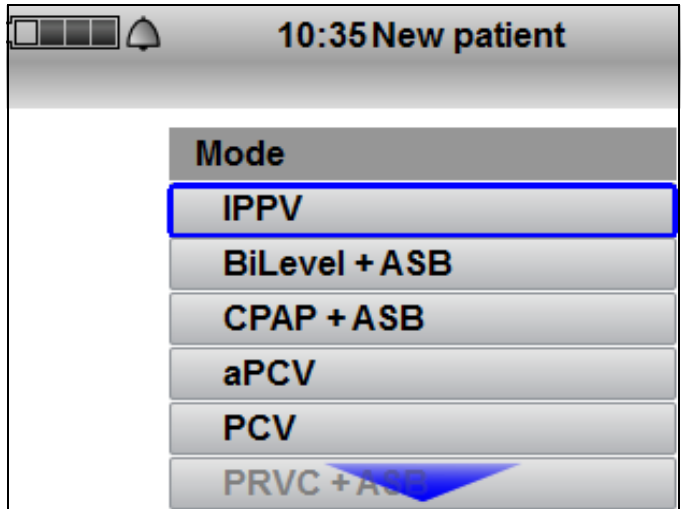 10:35 New patient
Mode
IPPV
BiLevel + ASB
CPAP + ASB
aPCV
PCV
PRVC + ASB